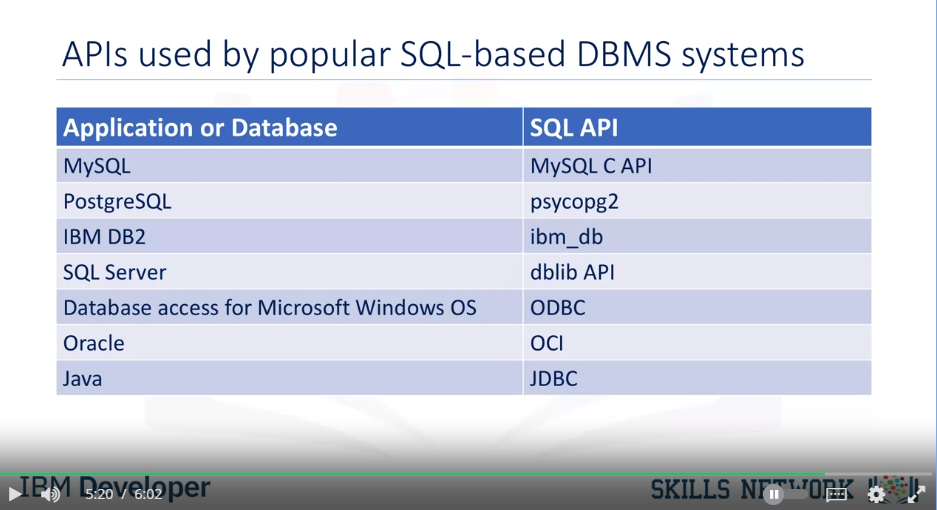 APIs used by popular SQL-based DBMS systems
Application or Database SQL API
MySQL MySQL C API
PostgreSQL psycopg2
IBM DB2 ibm_db
SQL Server dblib API
Database access for Microsoft Windows OS ODBC
Oracle OCI
Java JDBC
IBM Developer
SKILLS NETWORK
5:20 / 6:02